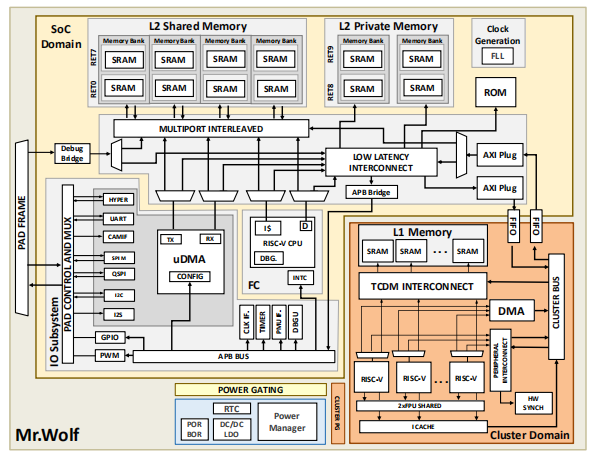 SoC
Domain
L2 Shared Memory
RET7
RET0
Memory Bank
Memory Bank
Memory Bank
Memory Bank
SRAM
SRAM
SRAM
SRAM
SRAM
SRAM
SRAM
SRAM
L2 Private Memory
RET9
RET8
Memory Bank
Memory Bank
SRAM
SRAM
SRAM
SRAM
Clock
Generation
FLL
ROM
MULTIPORT INTERLEAVED
Debug
Bridge
LOW LATENCY
INTERCONNECT
AXI Plug
AXI Plug
APB Bridge
PAD FRAME
IO Subsystem
PAD CONTROL AND MUX
HYPER
UART
CAMIF
SPI M
QSPI
I2C
I2S
GPIO
PWM
TX
RX
uDMA
CONFIG
I$
D
RISC-V CPU
DBG.
INTC
FC
CLK IF.
TIMER
PMU IF.
DBGU
APB BUS
FIFO
FIFO
L1 Memory
SRAM
SRAM
...
SRAM
TCDM INTERCONNECT
CLUSTER BUS
DMA
PERIPHERAL
INTERCONNECT
RISC-V
RISC-V
...
RISC-V
HW
SYNCH
2xFPU SHARED
I CACHE
Cluster Domain
POWER GATING
CLUSTER PG
RTC
POR
BOR
DC/DC
LDO
Power
Manager
Mr.Wolf